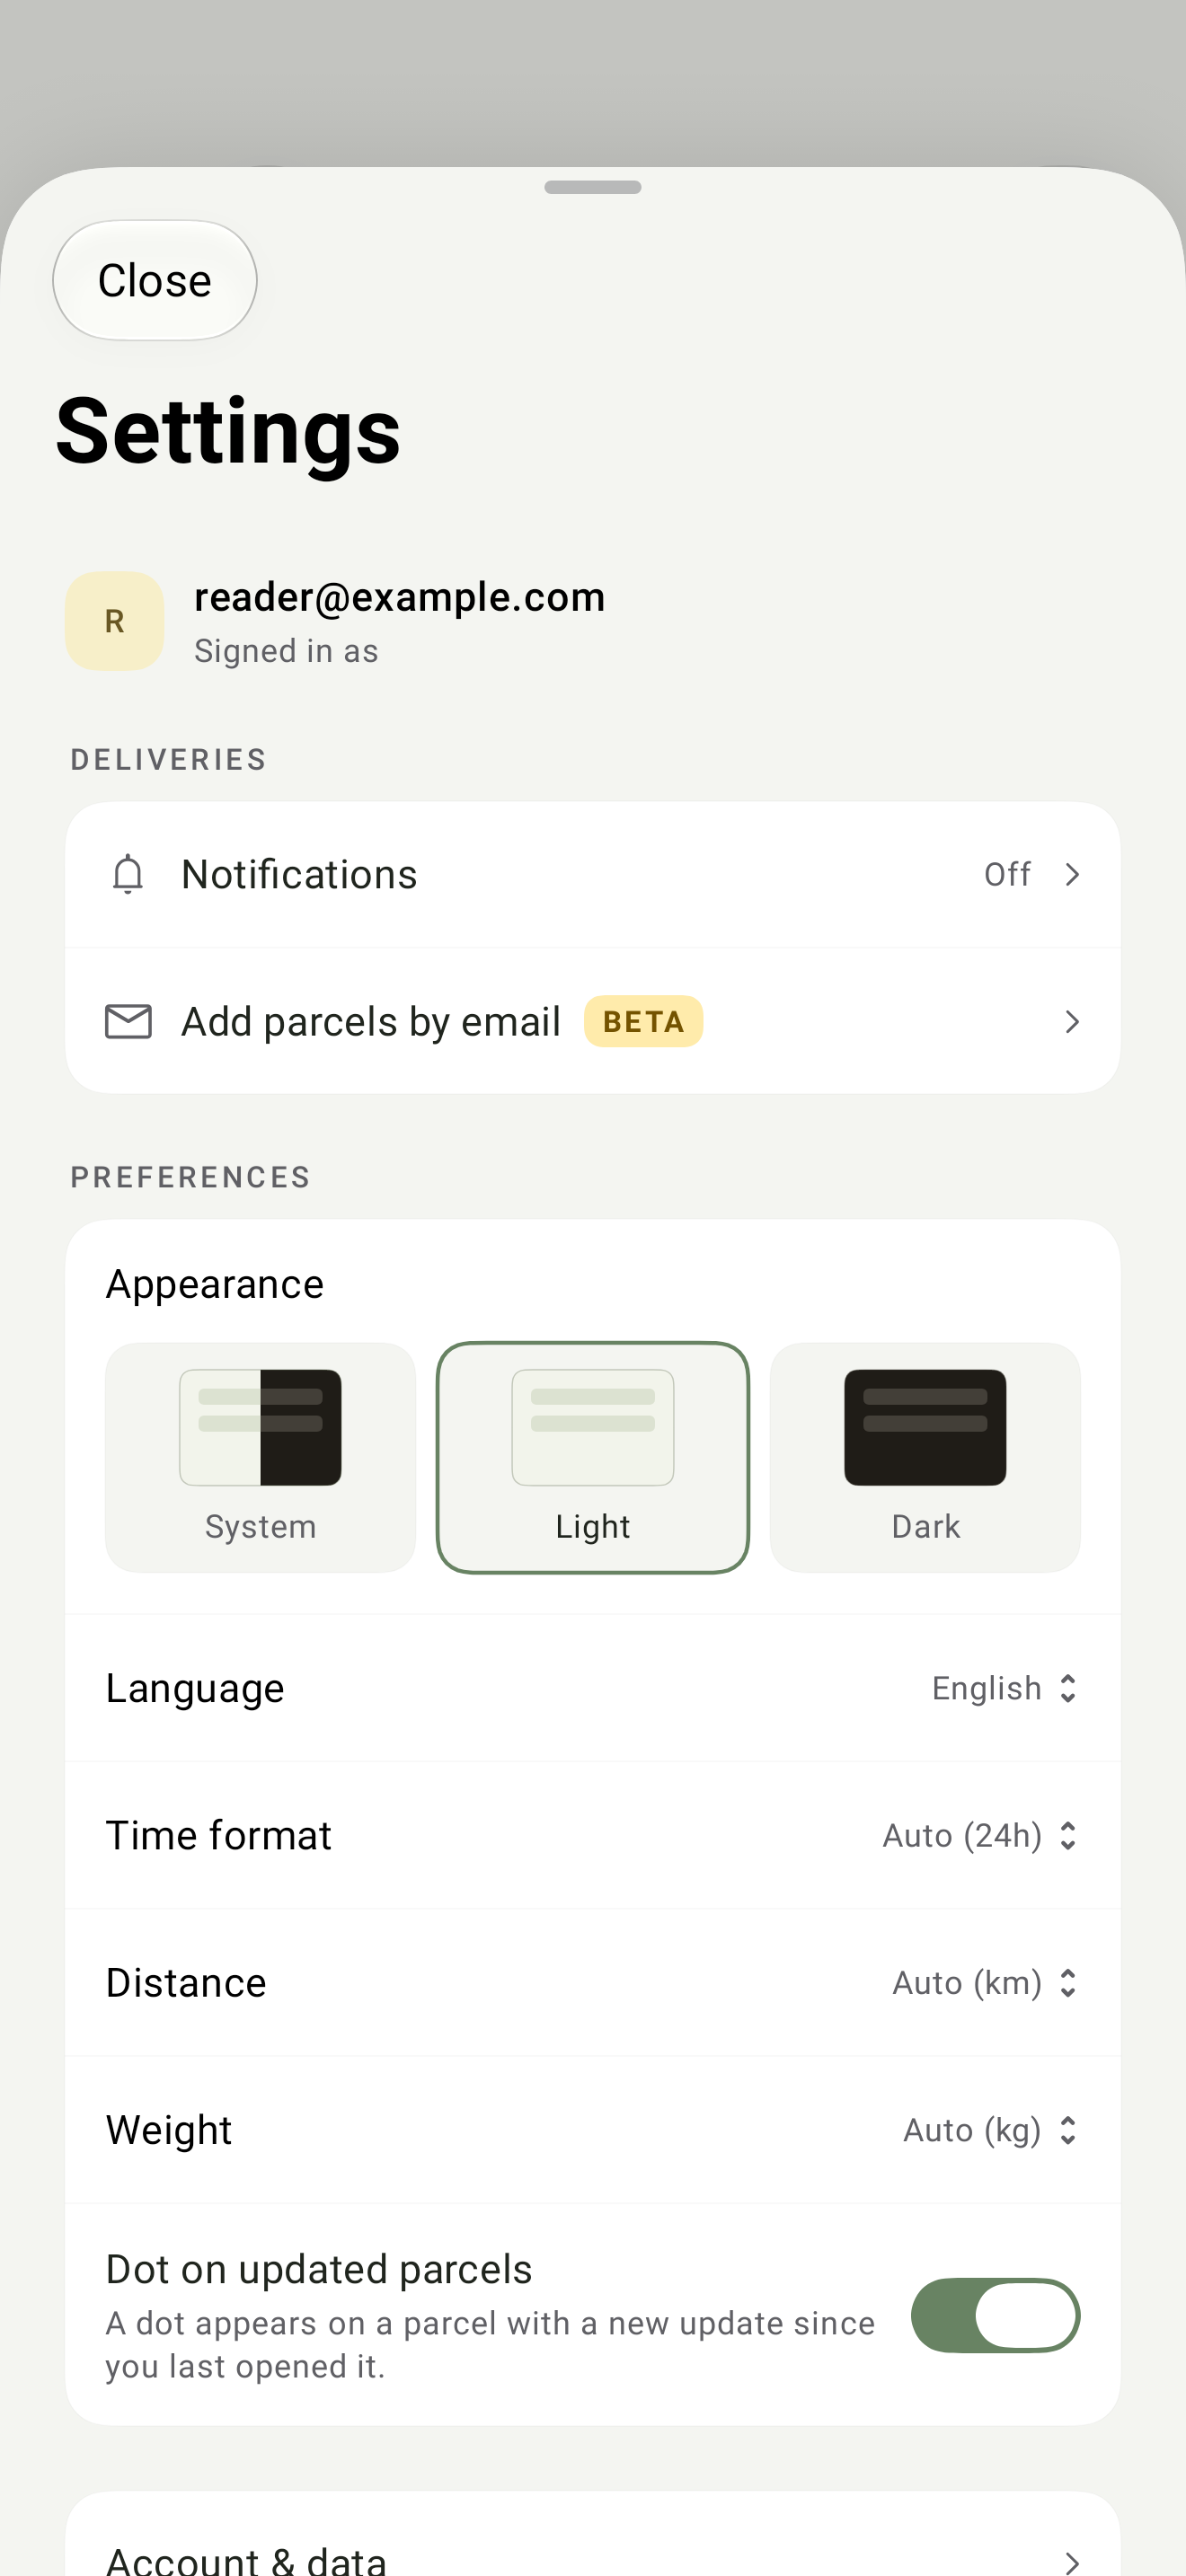 Close
Settings
R
reader@example.com
Signed in as
DELIVERIES
Notifications
Off
Add parcels by email
BETA
PREFERENCES
Appearance
System
Light
Dark
Language
English
Time format
Auto (24h)
Distance
Auto (km)
Weight
Auto (kg)
Dot on updated parcels
A dot appears on a parcel with a new update since
you last opened it.
Account & data